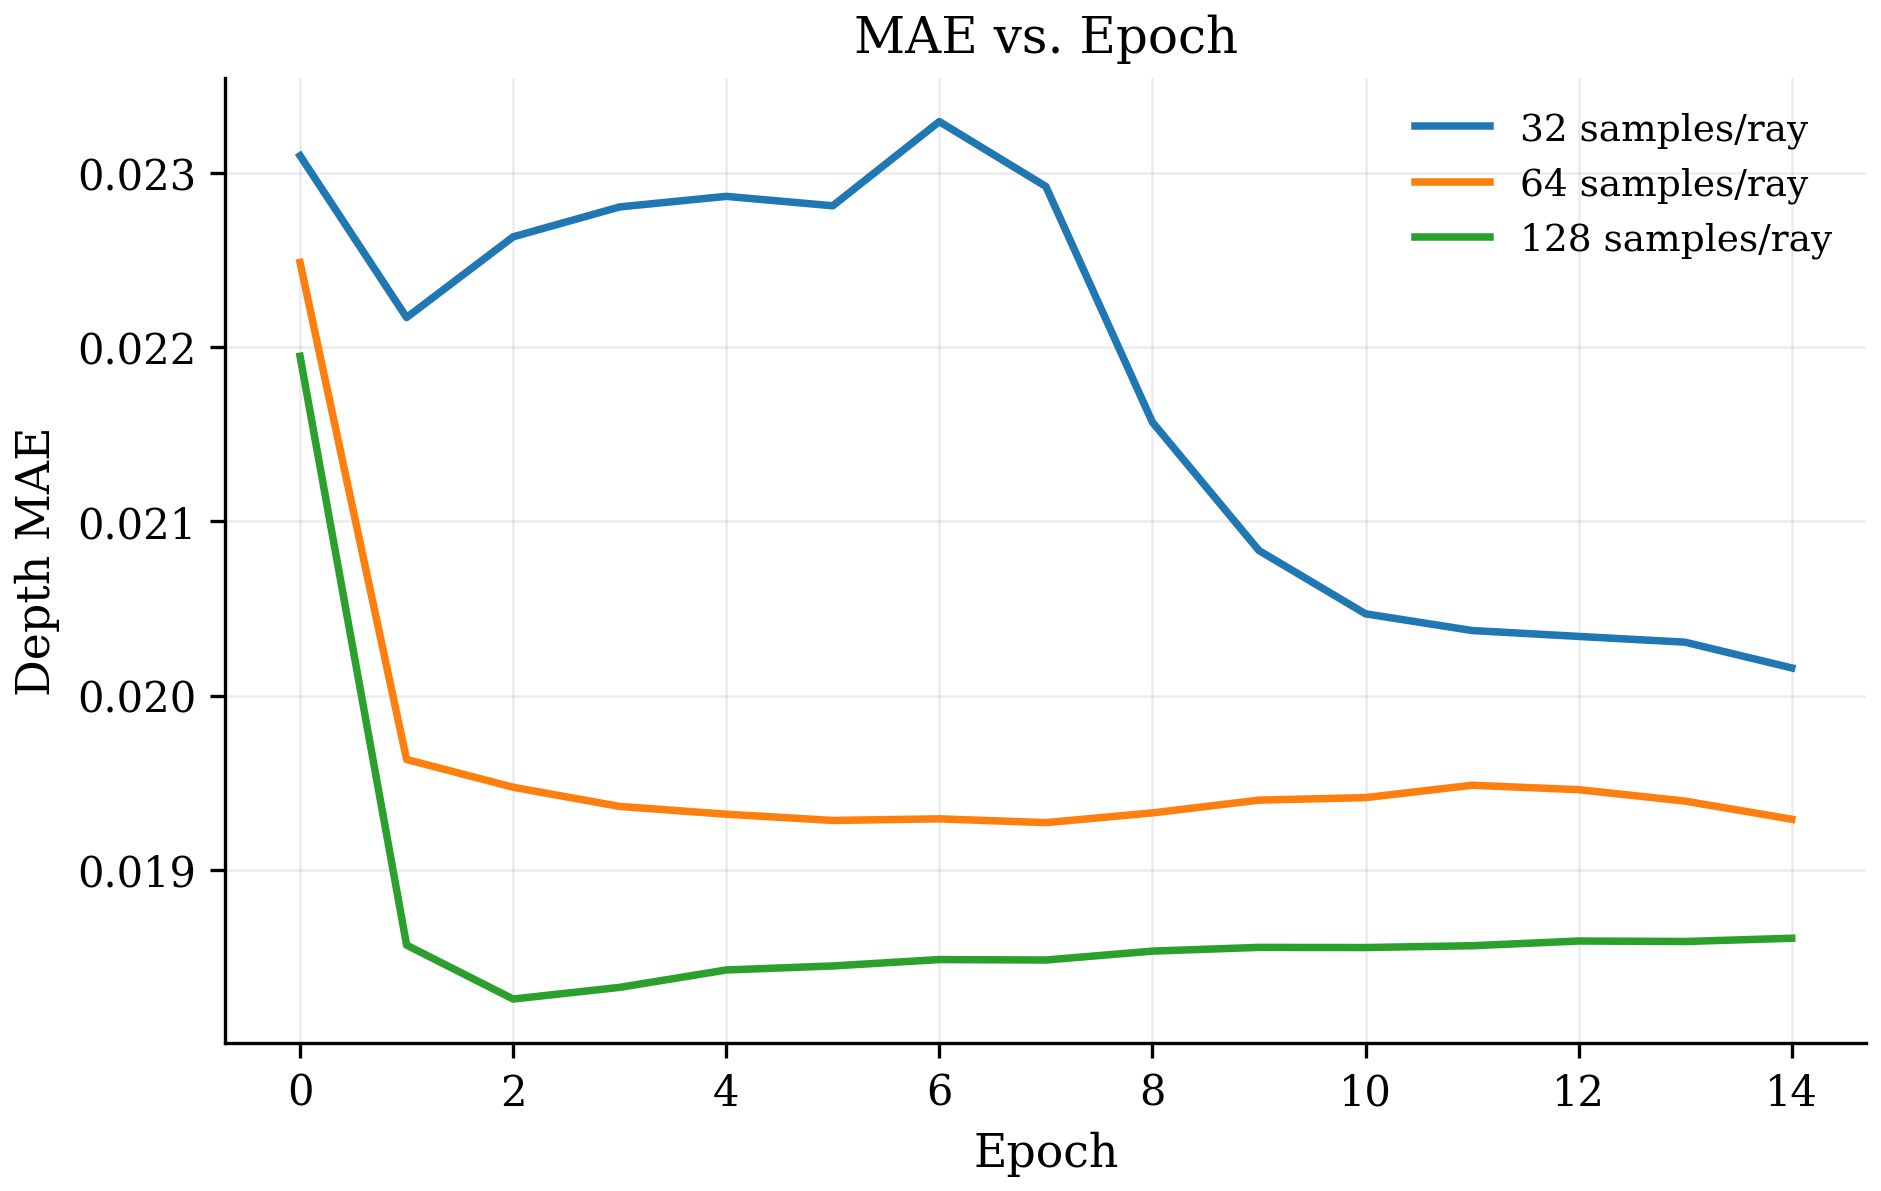 MAE vs. Epoch
32 samples/ray
64 samples/ray
128 samples/ray
Depth MAE
0.023
0.022
0.021
0.020
0.019
0 2 4 6 8 10 12 14
Epoch